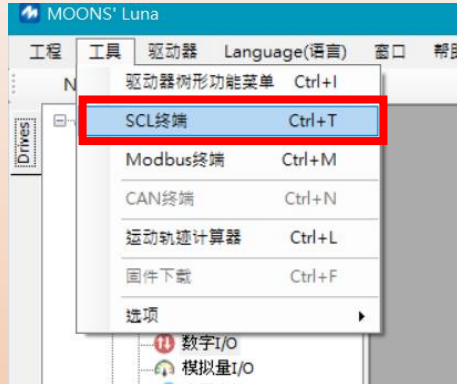 MOONS' Luna
工程 工具 驱动器 Language(语言) 窗口
N
驱动器树形功能菜单 Ctrl+I
Drives
SCL终端 Ctrl+T
Modbus终端 Ctrl+M
CAN终端 Ctrl+N
运动轨迹计算器 Ctrl+L
固件下载 Ctrl+F
选项
数字I/O
模拟量I/O